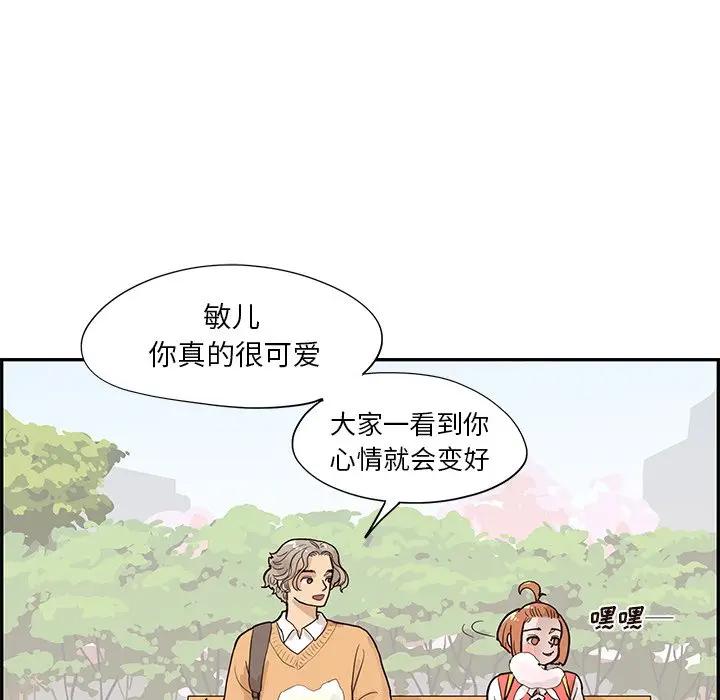 敏儿
你真的很可爱
大家一看到你
心情就会变好
嘿嘿—